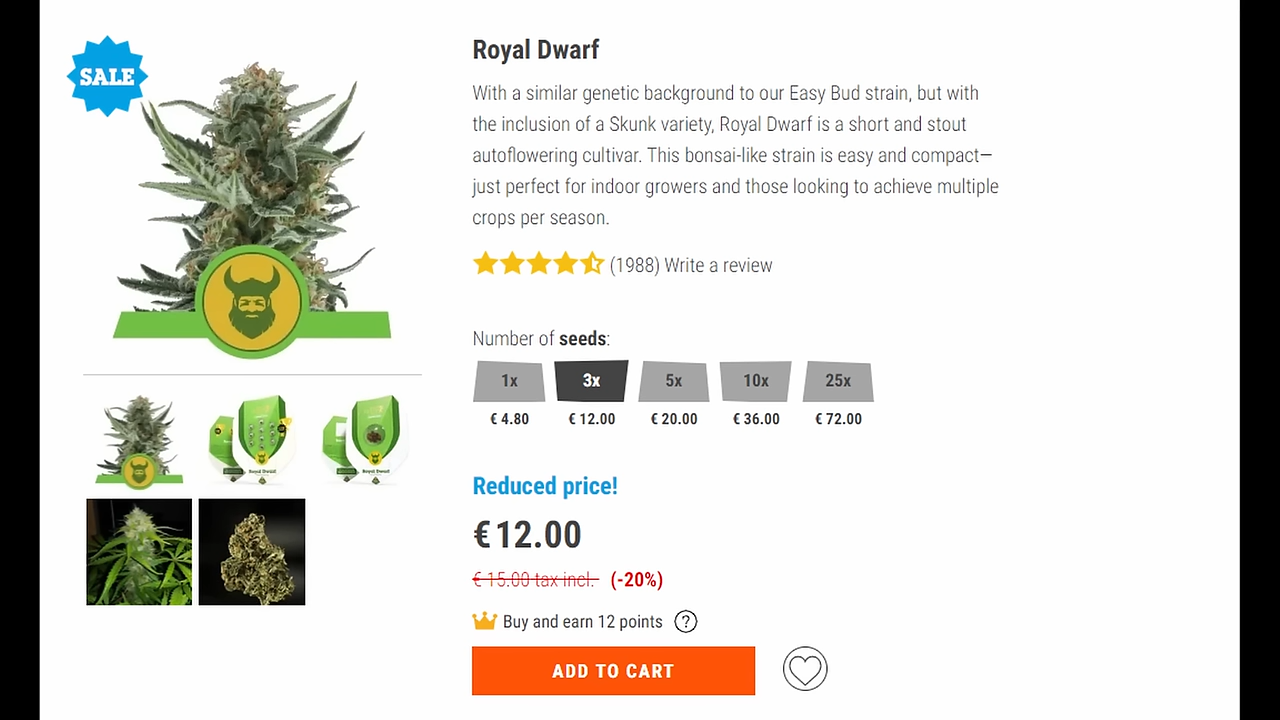 SALE
Royal Dwarf
With a similar genetic background to our Easy Bud strain, but with
the inclusion of a Skunk variety, Royal Dwarf is a short and stout
autoflowering cultivar. This bonsai-like strain is easy and compact—
just perfect for indoor growers and those looking to achieve multiple
crops per season.
(1988) Write a review
Number of seeds:
1x 3x 5x 10x 25x
€ 4.80 € 12.00 € 20.00 € 36.00 € 72.00
Reduced price!
€ 12.00
€ 15.00 tax incl. (-20%)
Buy and earn 12 points ?
ADD TO CART
Royal Dwarf
Royal Dwarf